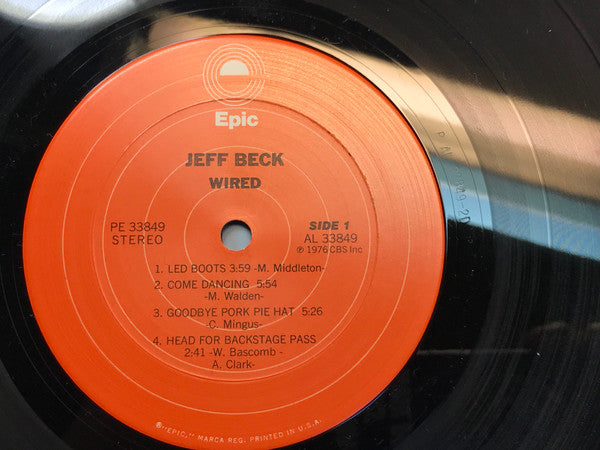 Epic
JEFF BECK
WIRED
PE 33849
STEREO
SIDE 1
AL 33849
℗ 1976 CBS Inc
1. LED BOOTS 3:59 -M. Middleton-
2. COME DANCING 5:54
-M. Walden-
3. GOODBYE PORK PIE HAT 5:26
-C. Mingus-
4. HEAD FOR BACKSTAGE PASS
2:41 -W. Bascomb -
A. Clark-
®"EPIC," MARCA REG. PRINTED IN U.S.A.